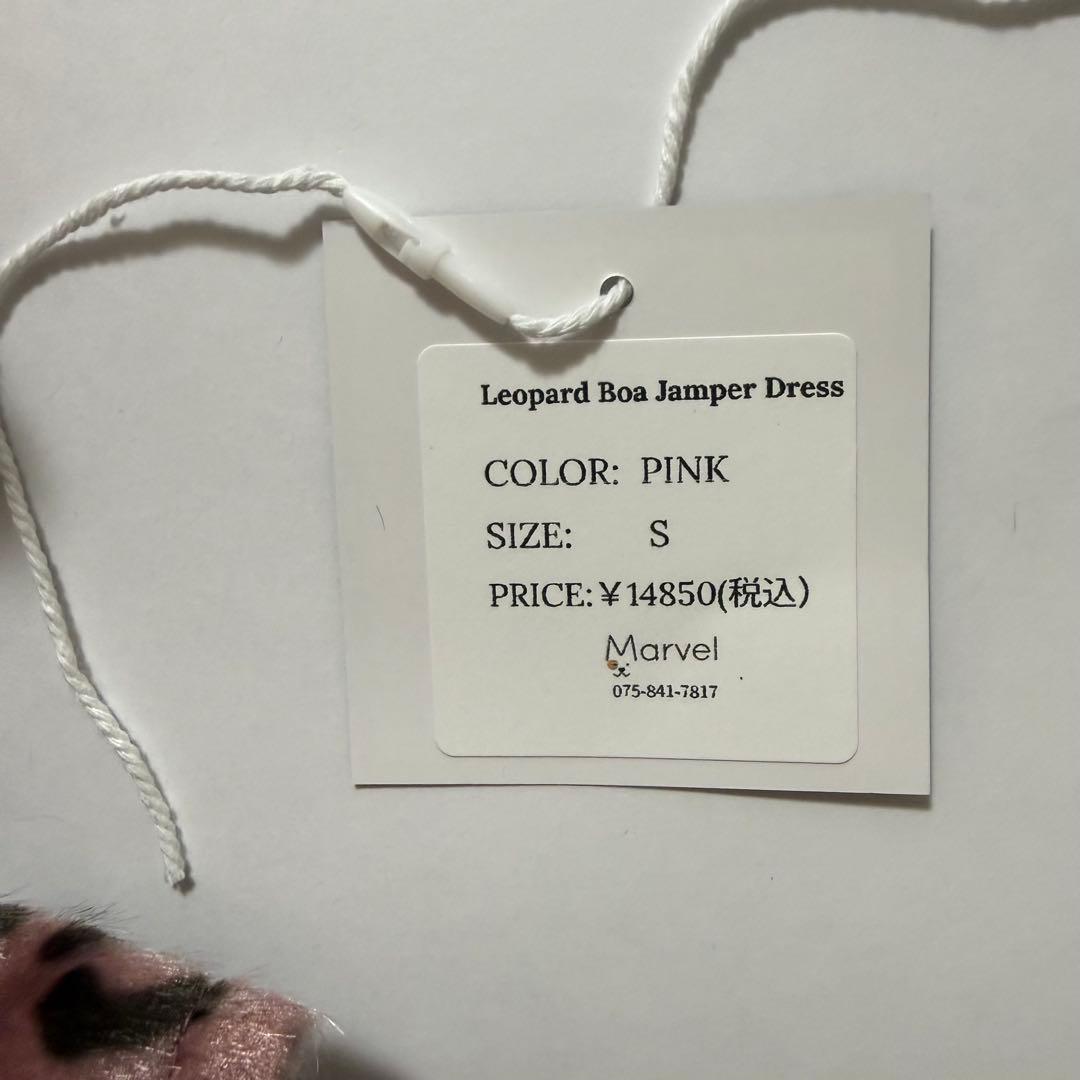 Leopard Boa Jamper Dress
COLOR: PINK
SIZE: S
PRICE:￥14850(税込)
Marvel
075-841-7817